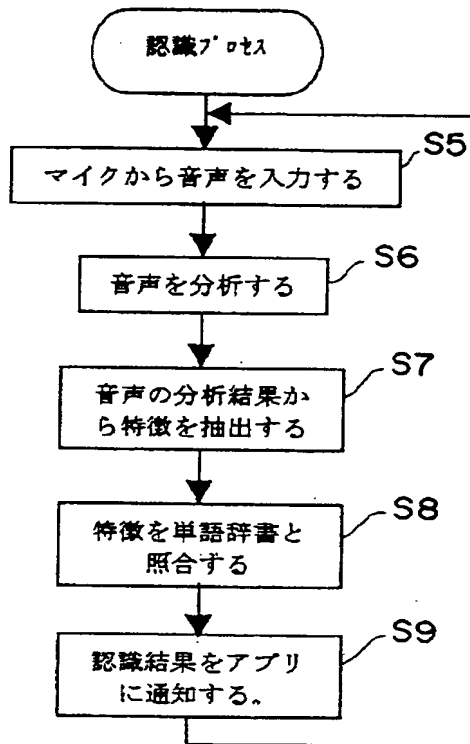 認識プロセス
S5
マイクから音声を入力する
S6
音声を分析する
S7
音声の分析結果か
ら特徴を抽出する
S8
特徴を単語辞書と
照合する
S9
認識結果をアプリ
に通知する。